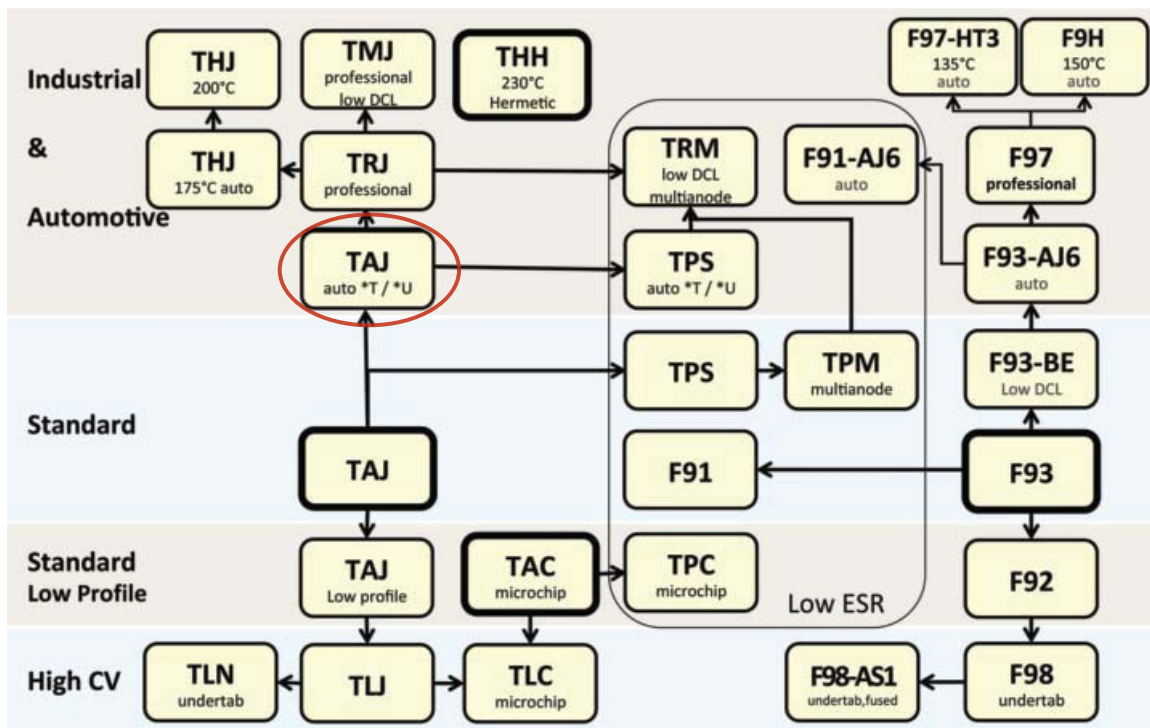 Industrial
&
Automotive
THJ
200°C
TMJ
professional
low DCL
THH
230°C
Hermetic
F97-HT3
135°C
auto
F9H
150°C
auto
THJ
175°C auto
TRJ
professional
TRM
low DCL
multianode
F91-AJ6
auto
F97
professional
TAJ
auto *T / *U
TPS
auto *T / *U
F93-AJ6
auto
Standard
TPS
TPM
multianode
F93-BE
Low DCL
TAJ
F91
F93
Standard
Low Profile
TAJ
Low profile
TAC
microchip
TPC
microchip
Low ESR
F92
High CV
TLN
undertab
TLJ
TLC
microchip
F98-AS1
undertab,fused
F98
undertab